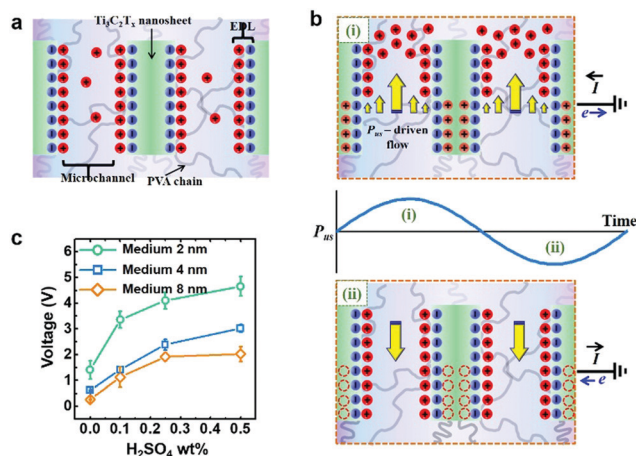 a
Ti₃C₂Tₓ nanosheet
EDL
Microchannel
PVA chain
b
(i)
P_us – driven
flow
I
e
P_us
(i)
(ii)
Time
(ii)
I
e
c
Voltage (V)
6
5
4
3
2
1
0
Medium 2 nm
Medium 4 nm
Medium 8 nm
0.0 0.1 0.2 0.3 0.4 0.5
H₂SO₄ wt%